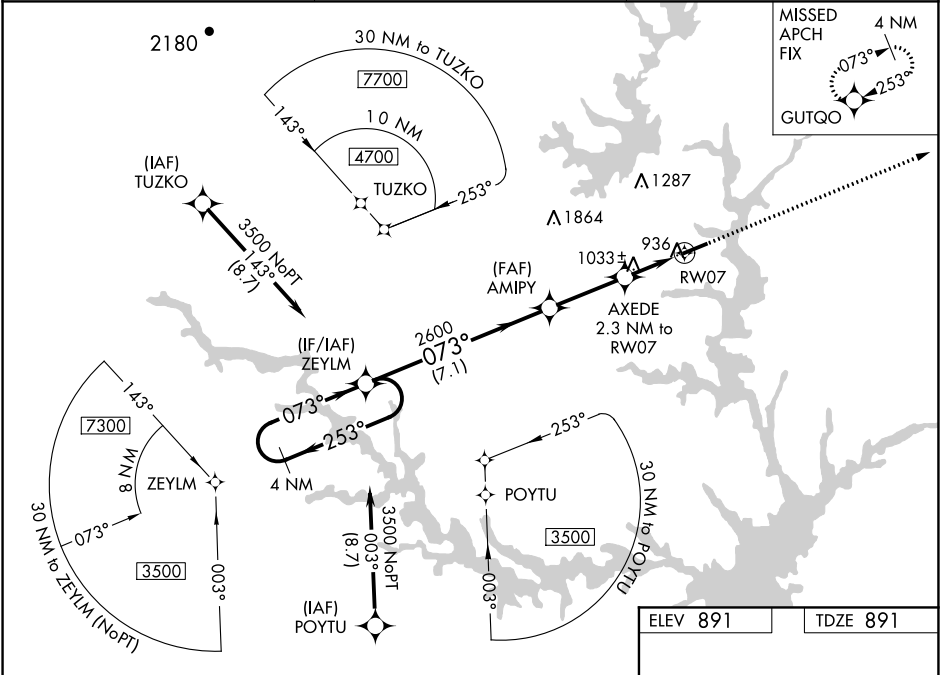 2180
30 NM to TUZKO
7700
143°
10 NM
4700
TUZKO
253°
MISSED
APCH
FIX
4 NM
073°
253°
GUTQO
(IAF)
TUZKO
3500 NoPT
143°
(8.7)
1287
1864
936
1033±
RW07
(FAF)
AMIPY
AXEDE
2.3 NM to
RW07
(IF/IAF)
ZEYLM
2600
073°
(7.1)
073°
253°
4 NM
143°
7300
8 NM
ZEYLM
073°
3500
003°
30 NM to ZEYLM (NoPT)
3500 NoPT
003°
(8.7)
(IAF)
POYTU
253°
POYTU
3500
003°
30 NM to POYTU
ELEV 891
TDZE 891